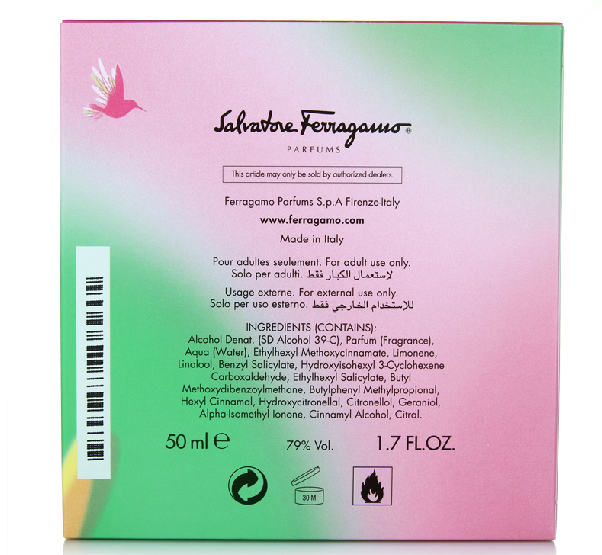 Salvatore Ferragamo®
PARFUMS
This article may only be sold by authorized dealers.
Ferragamo Parfums S.p.A Firenze-Italy
www.ferragamo.com
Made in Italy
Pour adultes seulement. For adult use only.
Solo per adulti. لإستعمال الكبار فقط
Usage externe. For external use only.
Solo per uso esterno. للإستخدام الخارجي فقط
INGREDIENTS (CONTAINS):
Alcohol Denat. (SD Alcohol 39-C), Parfum (Fragrance),
Aqua (Water), Ethylhexyl Methoxycinnamate, Limonene,
Linalool, Benzyl Salicylate, Hydroxyisohexyl 3-Cyclohexene
Carboxaldehyde, Ethylhexyl Salicylate, Butyl
Methoxydibenzoylmethane, Butylphenyl Methylpropional,
Hexyl Cinnamal, Hydroxycitronellal, Citronellol, Geraniol,
Alpha-Isomethyl Ionone, Cinnamyl Alcohol, Citral.
50 ml ℮ 79% Vol. 1.7 FL.OZ.
30 M